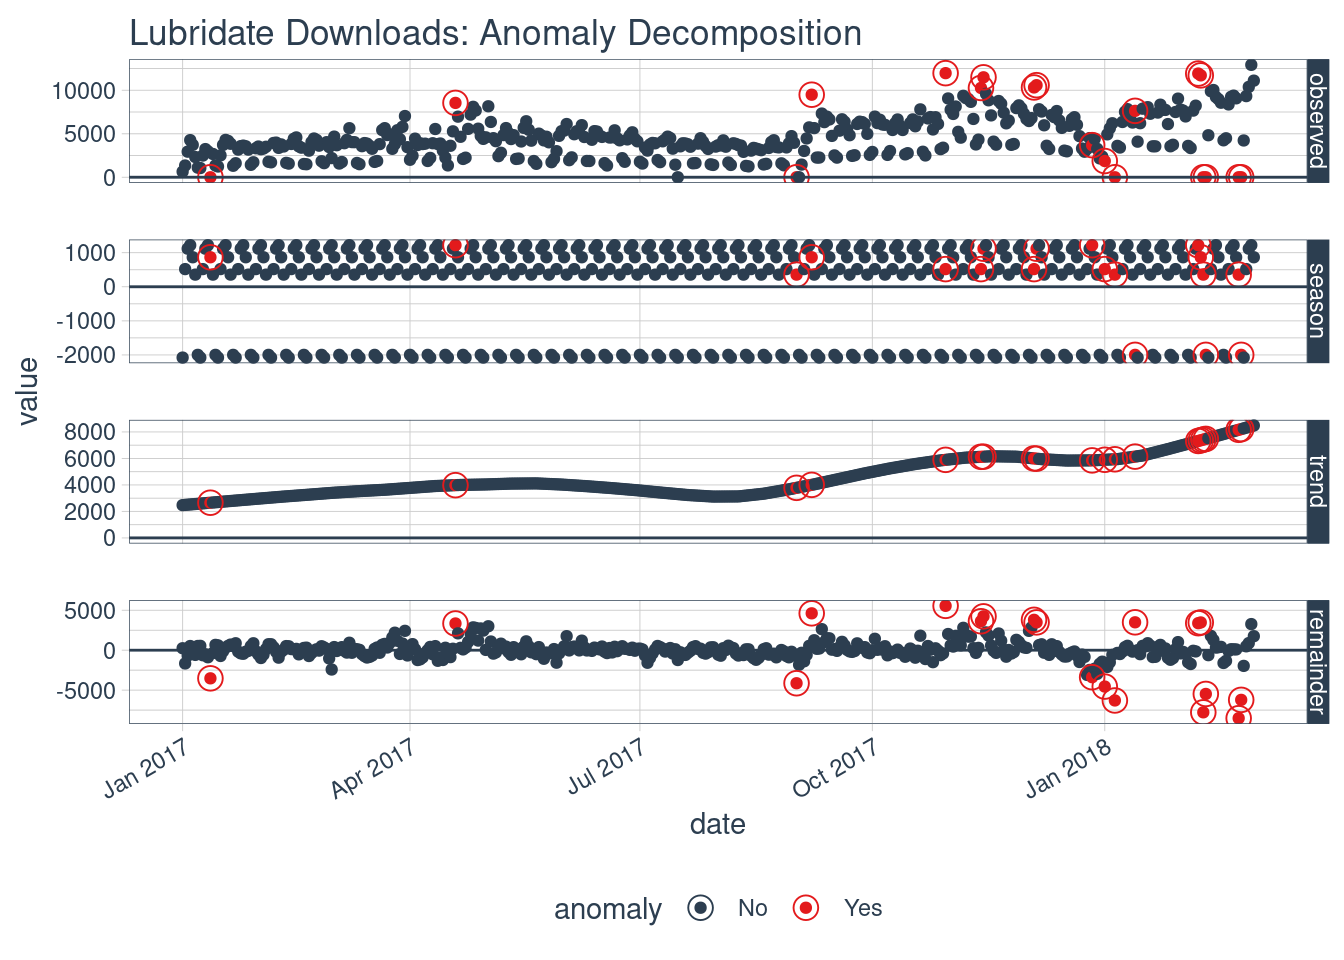 Lubridate Downloads: Anomaly Decomposition
10000
5000
0
observed
1000
0
-1000
-2000
season
8000
6000
4000
2000
0
trend
5000
0
-5000
remainder
value
Jan 2017
Apr 2017
Jul 2017
Oct 2017
Jan 2018
date
anomaly No Yes